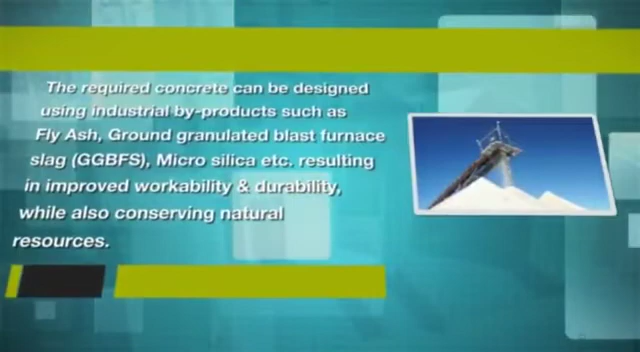 The required concrete can be designed
using industrial by-products such as
Fly Ash, Ground granulated blast furnace
slag (GGBFS), Micro silica etc. resulting
in improved workability & durability,
while also conserving natural
resources.